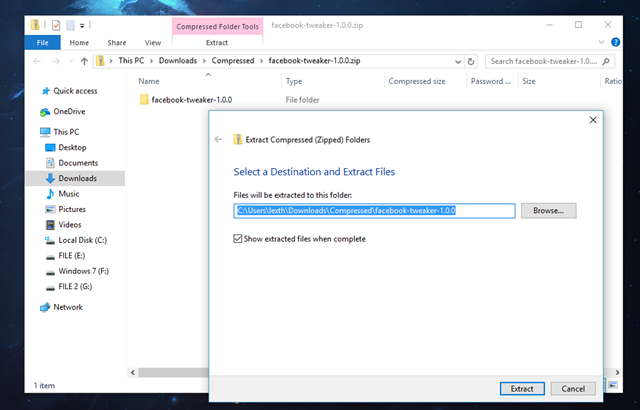 Compressed Folder Tools
facebook-tweaker-1.0.0.zip
File
Home
Share
View
Extract
This PC > Downloads > Compressed > facebook-tweaker-1.0.0.zip
Search facebook-tweaker-1.0....
Name
Type
Compressed size
Password ...
Size
Ratio
facebook-tweaker-1.0.0
File folder
Quick access
OneDrive
This PC
Desktop
Documents
Downloads
Music
Pictures
Videos
Local Disk (C:)
FILE (E:)
Windows 7 (F:)
FILE 2 (G:)
Network
1 item
Extract Compressed (Zipped) Folders
Select a Destination and Extract Files
Files will be extracted to this folder:
C:\Users\lexth\Downloads\Compressed\facebook-tweaker-1.0.0
Browse...
Show extracted files when complete
Extract
Cancel